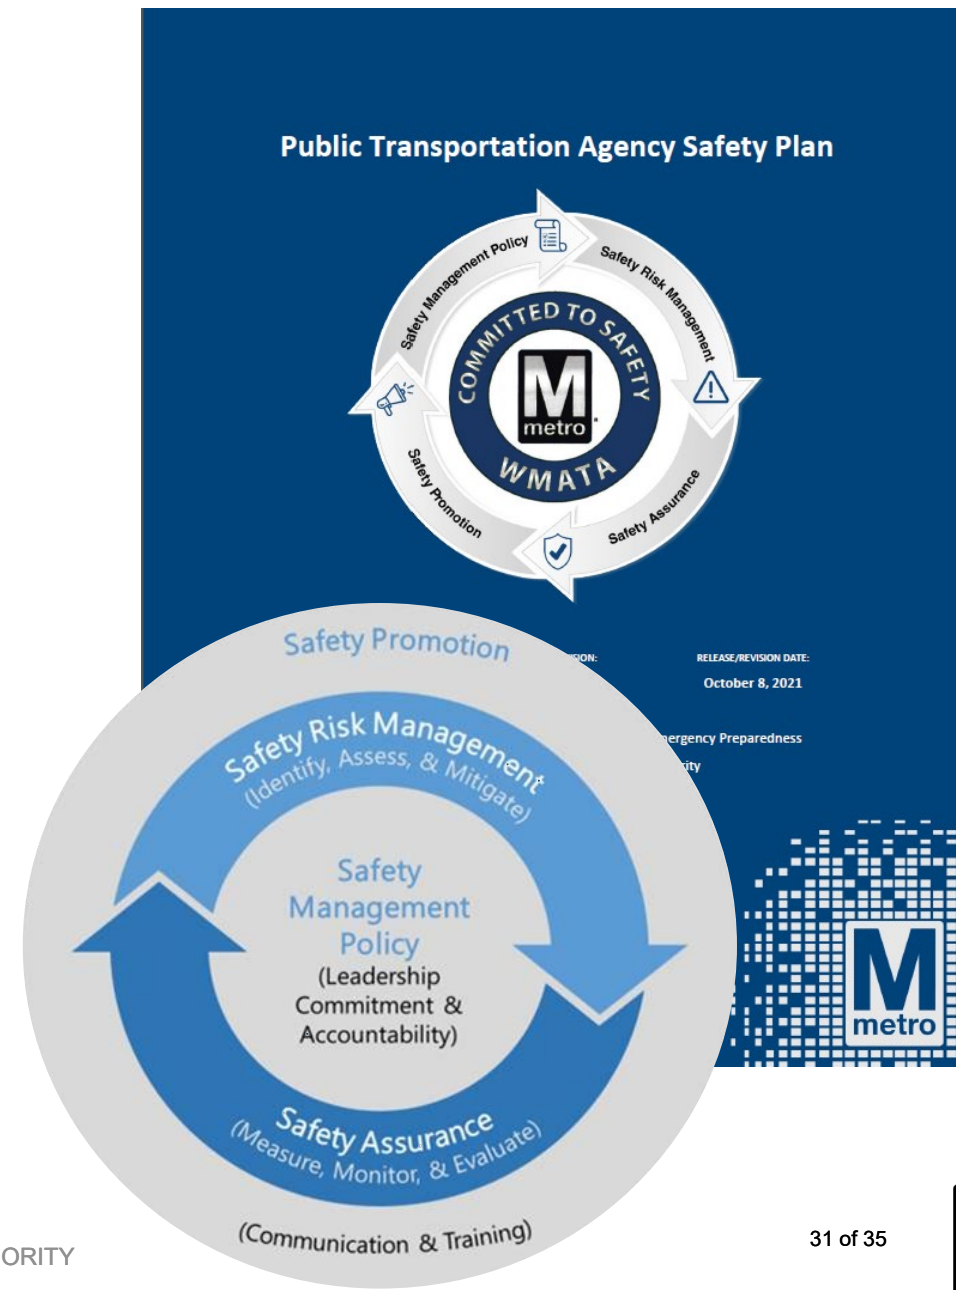 Public Transportation Agency Safety Plan
Safety Management Policy
Safety Risk Management
COMMITTED TO SAFETY
M
metro
WMATA
Safety Promotion
Safety Assurance
RELEASE/REVISION DATE:
October 8, 2021
Preparedness
Safety Promotion
Safety Risk Management
(Identify, Assess, & Mitigate)
Safety
Management
Policy
(Leadership
Commitment &
Accountability)
Safety Assurance
(Measure, Monitor, & Evaluate)
(Communication & Training)
M
metro
31 of 35
ORITY